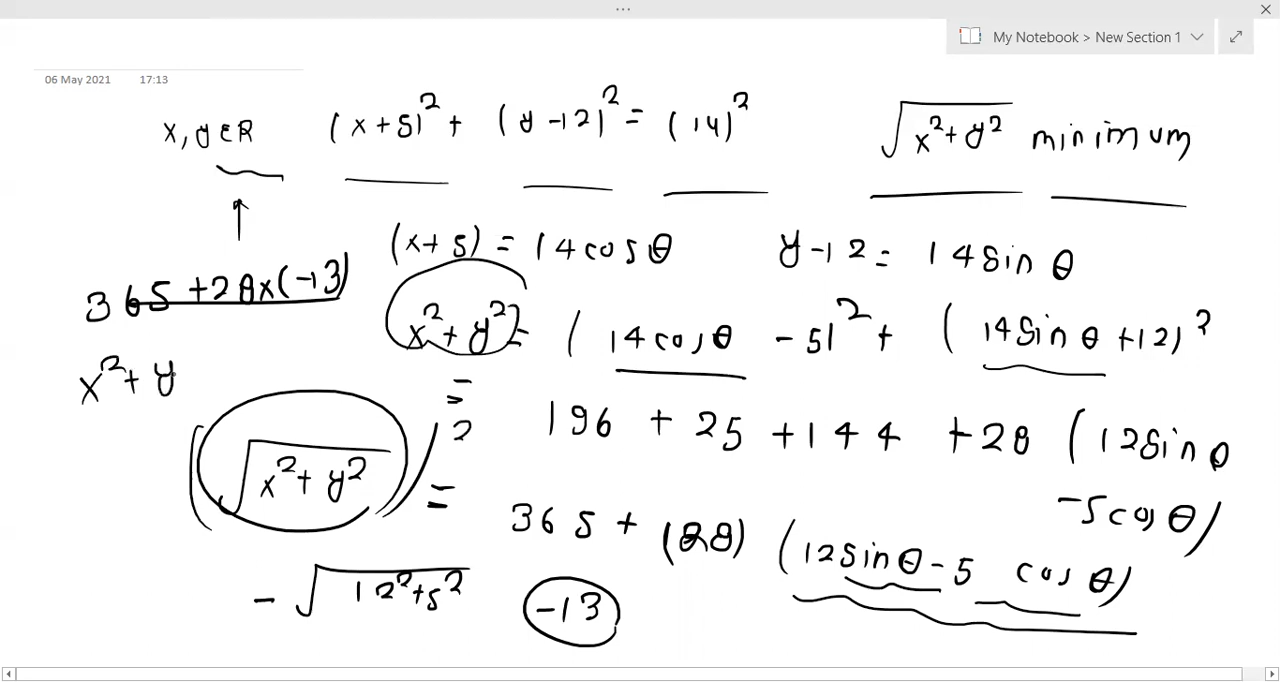 ...
My Notebook > New Section 1
06 May 2021 17:13
x, y ∈ R (x + 5)² + (y - 12)² = (14)² √(x² + y²) minimum
(x + 5) = 14 cos θ y - 12 = 14 sin θ
365 + 28 x (-13)
x² + y² = (14 cos θ - 5)² + (14 sin θ + 12)²
x² + y
= 196 + 25 + 144 + 28 (12 sin θ
- 5 cos θ)
(√(x² + y²))² = 365 + (28) (12 sin θ - 5 cos θ)
- √(12² + 5²) -13